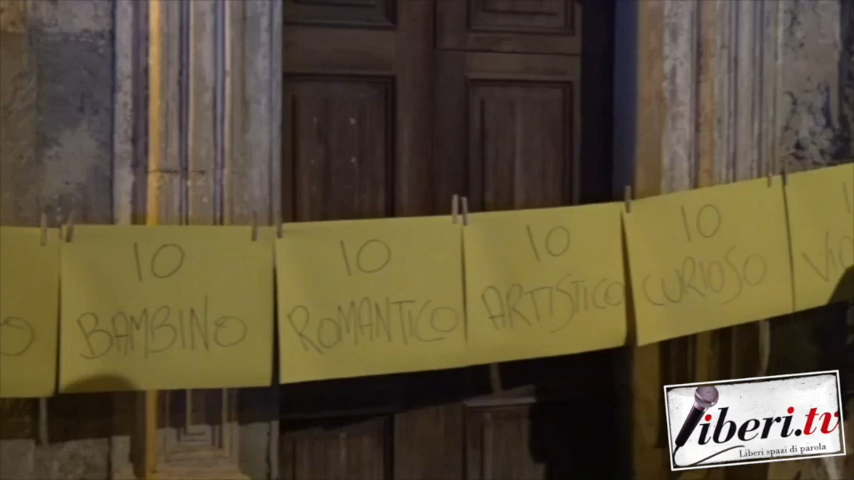 IO
BAMBINO
IO
ROMANTICO
IO
ARTISTICO
IO
CURIOSO
liberi.tv
Liberi spazi di parola